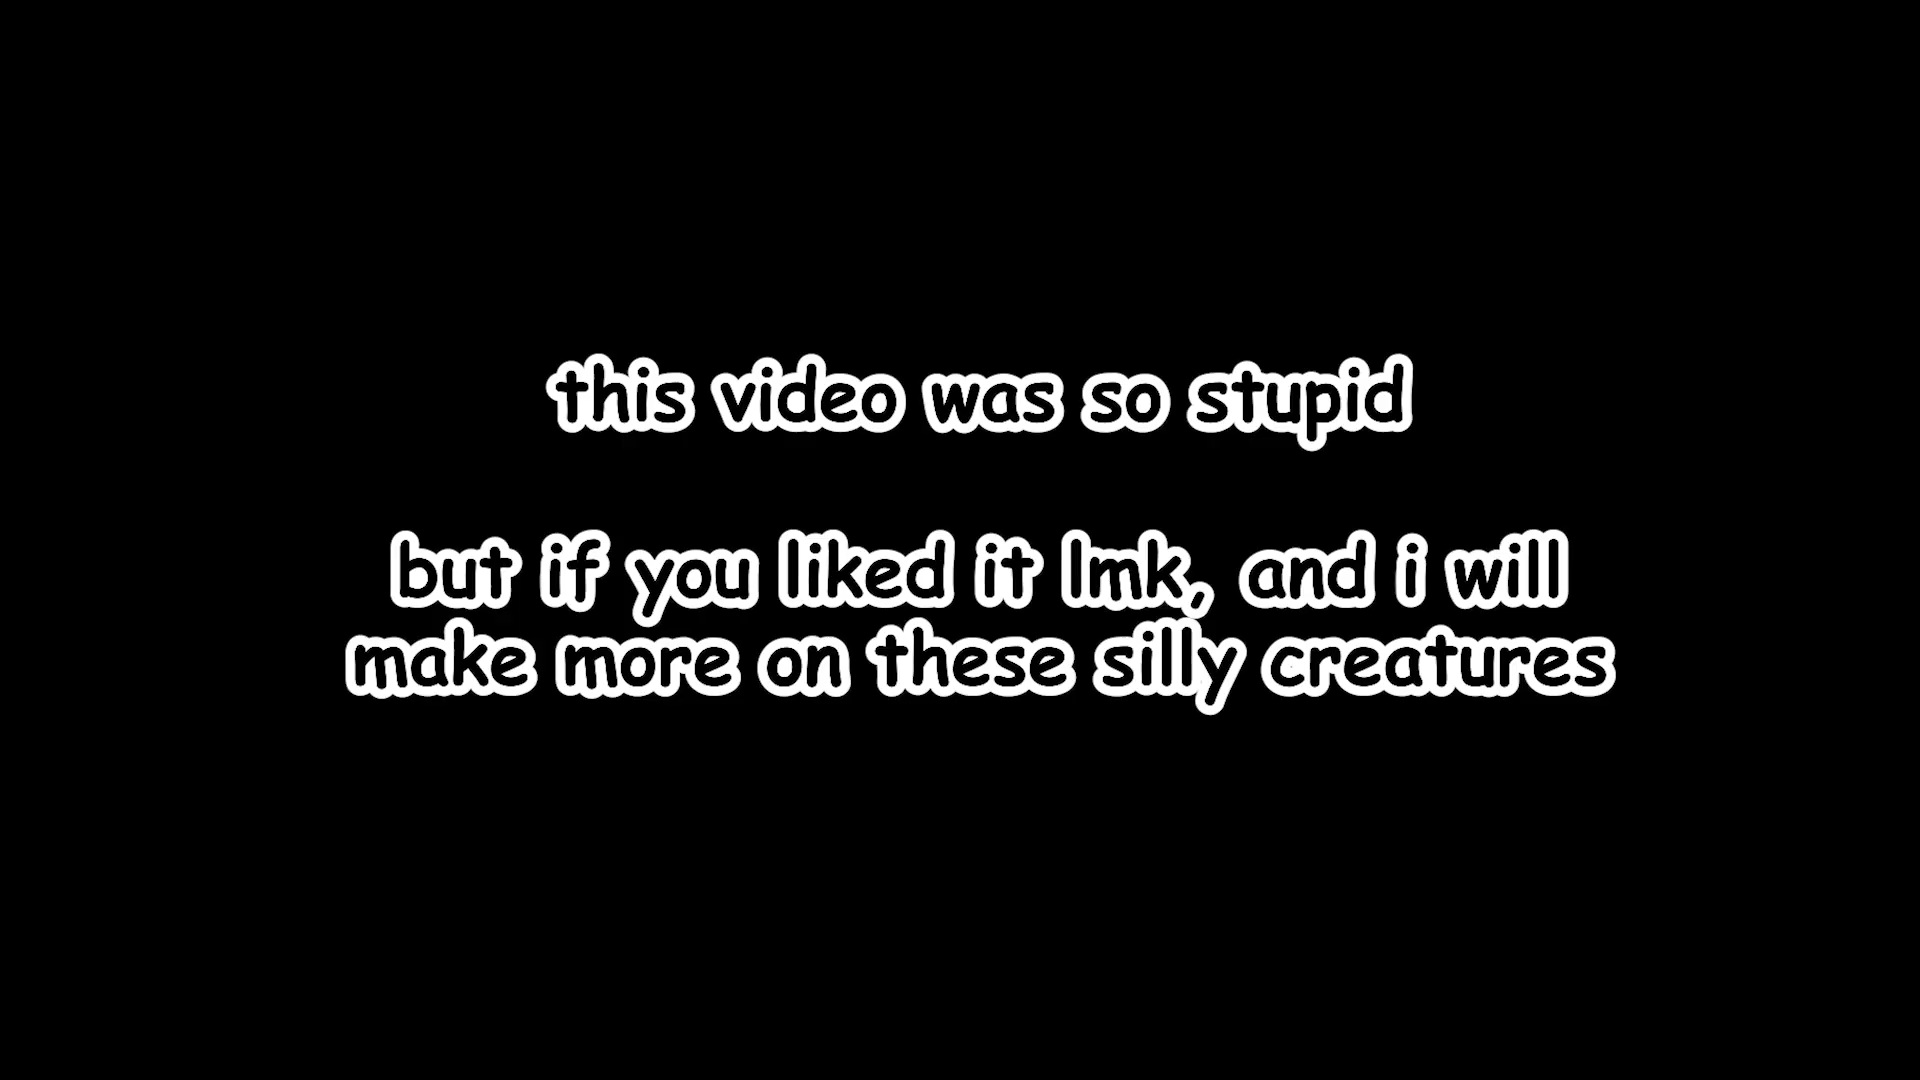 this video was so stupid
but if you liked it lmk, and i will
make more on these silly creatures